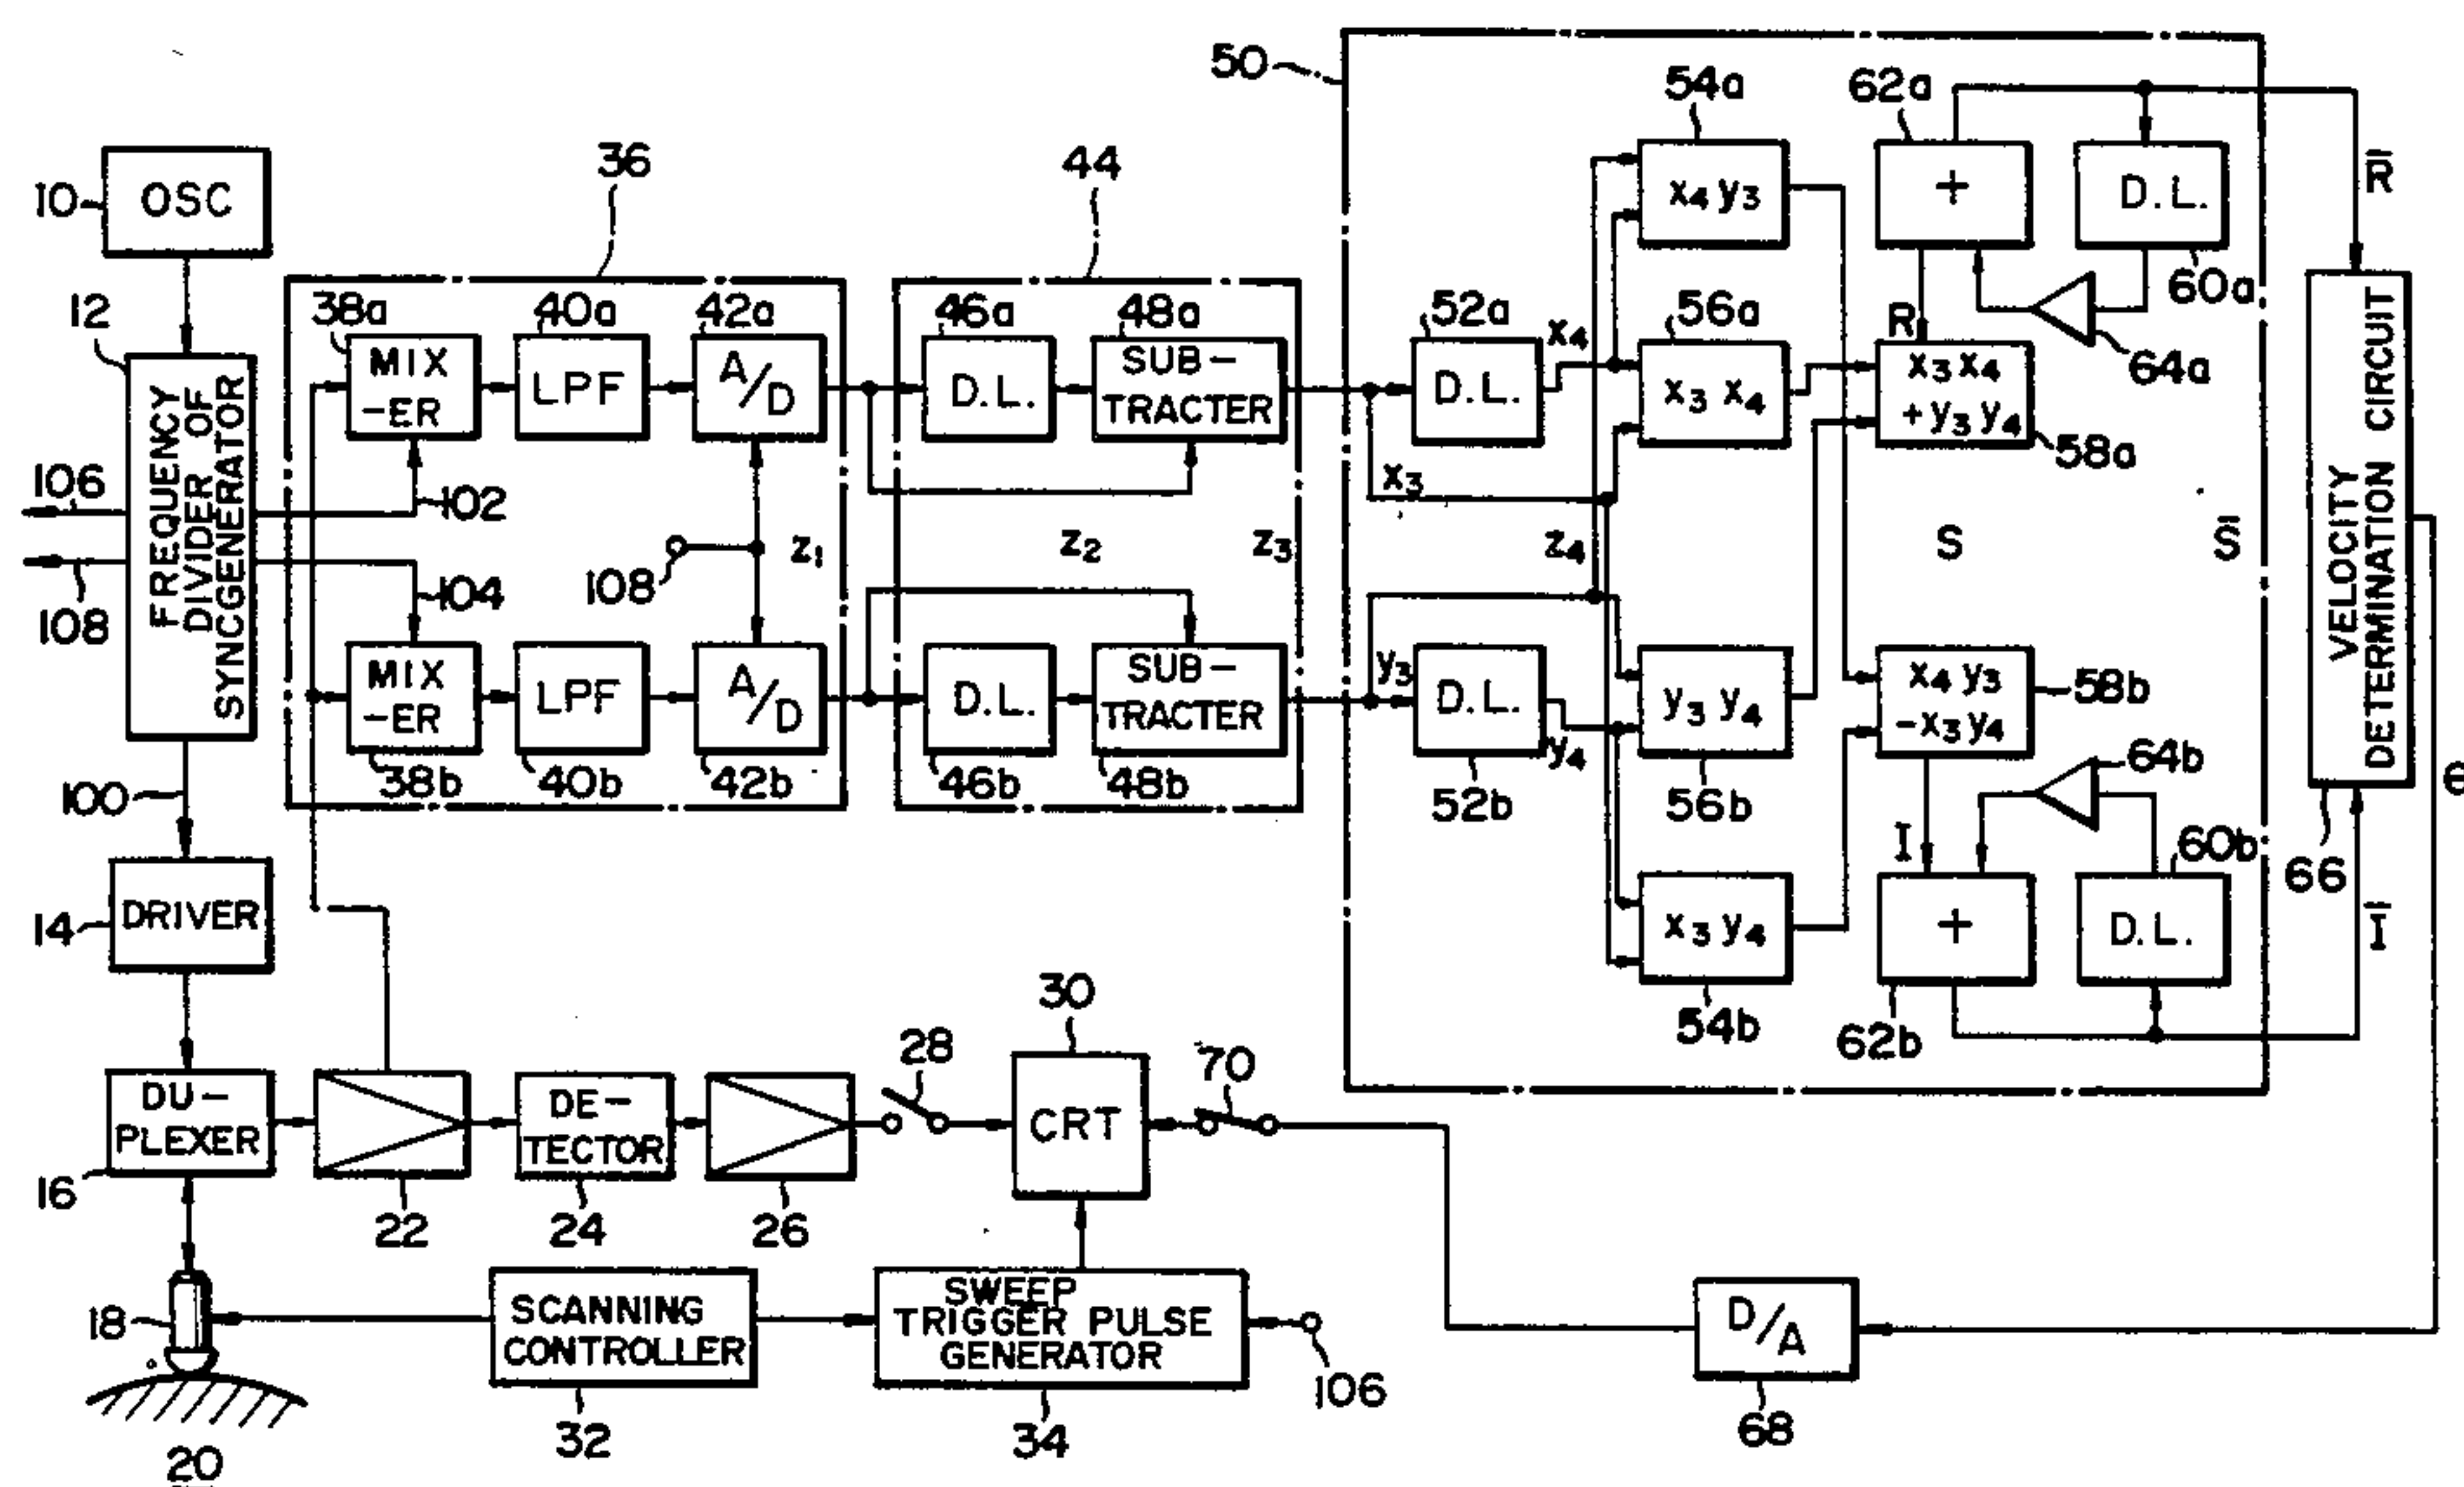 10
OSC
12
FREQUENCY
DIVIDER OF
SYNCGENERATOR
106
108
100
14
DRIVER
DU-
PLEXER
16
18
20
36
38a
MIX
-ER
40a
LPF
42a
A/D
102
104
108
z1
MIX
-ER
38b
LPF
40b
A/D
42b
44
46a
D.L.
48a
SUB-
TRACTER
z2
z3
D.L.
46b
SUB-
TRACTER
48b
50
52a
D.L.
x4
x3
z4
y3
D.L.
y4
52b
54a
x4 y3
56a
x3 x4
y3 y4
56b
x3 y4
54b
62a
+
D.L.
60a
64a
R
x3 x4
+y3 y4
58a
S
S̄
x4 y3
-x3 y4
58b
64b
I
60b
+
D.L.
62b
R̄
VELOCITY
DETERMINATION CIRCUIT
66
Ī
22
DE-
TECTOR
24
26
28
30
CRT
70
SCANNING
CONTROLLER
32
SWEEP
TRIGGER PULSE
GENERATOR
34
106
D/A
68